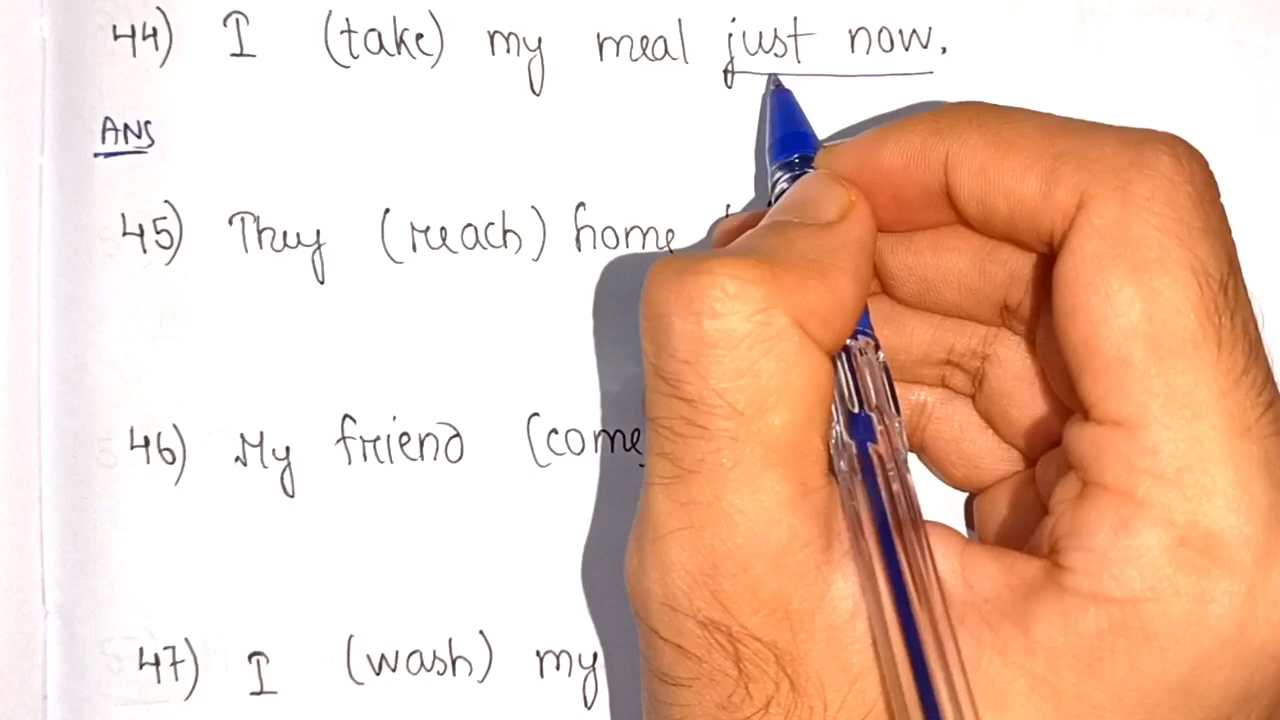 44) I (take) my meal just now.
ANS
45) They (reach) home
46) My friend (come
47) I (wash) my